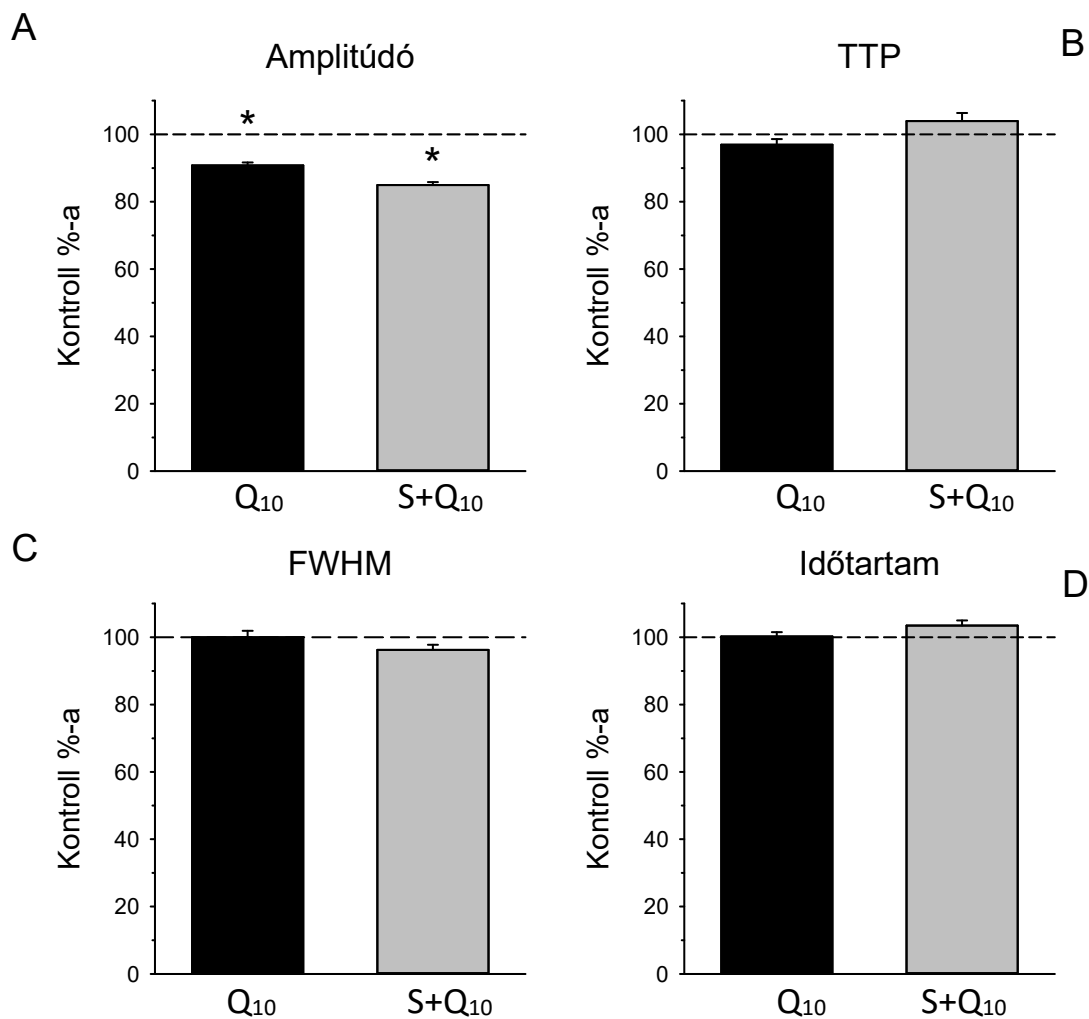 A
Amplitúdó
Kontroll %-a
100
80
60
40
20
0
*
*
Q₁₀
S+Q₁₀
B
TTP
Kontroll %-a
100
80
60
40
20
0
Q₁₀
S+Q₁₀
C
FWHM
Kontroll %-a
100
80
60
40
20
0
Q₁₀
S+Q₁₀
D
Időtartam
Kontroll %-a
100
80
60
40
20
0
Q₁₀
S+Q₁₀